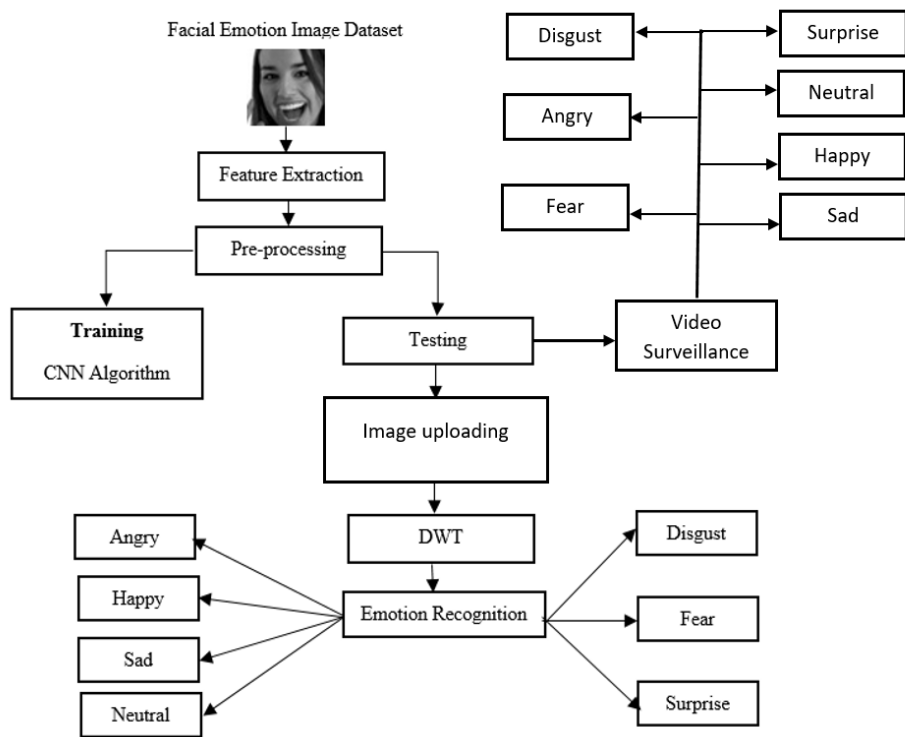 Facial Emotion Image Dataset
Disgust
Surprise
Neutral
Angry
Happy
Feature Extraction
Fear
Sad
Pre-processing
Training
CNN Algorithm
Testing
Video
Surveillance
Image uploading
DWT
Angry
Disgust
Happy
Emotion Recognition
Fear
Sad
Neutral
Surprise